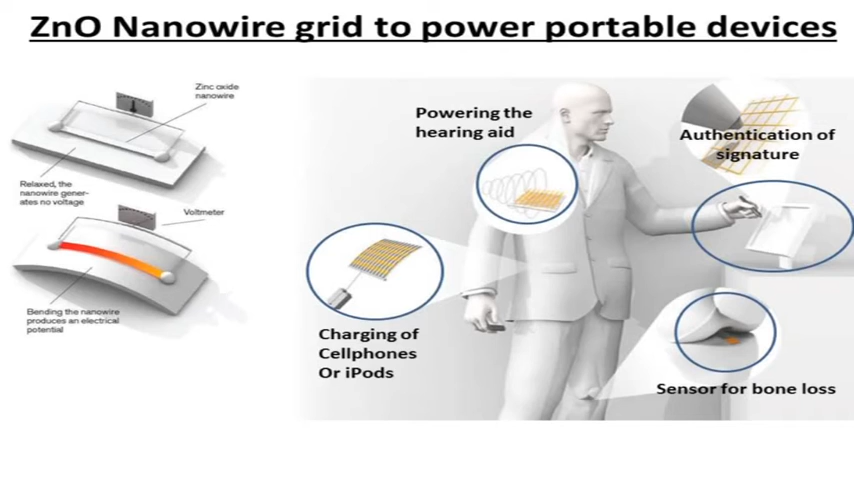 ZnO Nanowire grid to power portable devices
Zinc oxide
nanowire
Relaxed, the
nanowire gener-
ates no voltage
Voltmeter
Bending the nanowire
produces an electrical
potential
Powering the
hearing aid
Authentication of
signature
Charging of
Cellphones
Or iPods
Sensor for bone loss